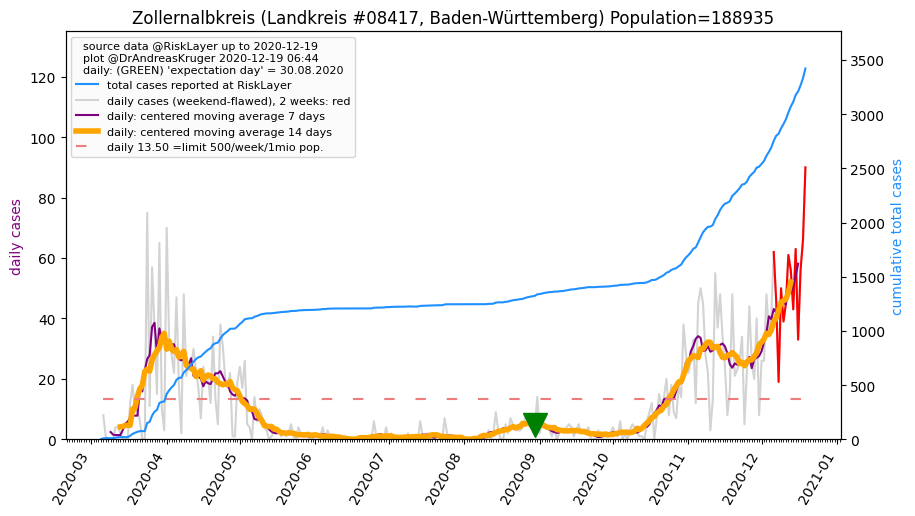 Zollernalbkreis (Landkreis #08417, Baden-Württemberg) Population=188935
source data @RiskLayer up to 2020-12-19
plot @DrAndreasKruger 2020-12-19 06:44
daily: (GREEN) 'expectation day' = 30.08.2020
total cases reported at RiskLayer
daily cases (weekend-flawed), 2 weeks: red
daily: centered moving average 7 days
daily: centered moving average 14 days
daily 13.50 =limit 500/week/1mio pop.
daily cases
120
100
80
60
40
20
0
cumulative total cases
3500
3000
2500
2000
1500
1000
500
0
2020-03
2020-04
2020-05
2020-06
2020-07
2020-08
2020-09
2020-10
2020-11
2020-12
2021-01